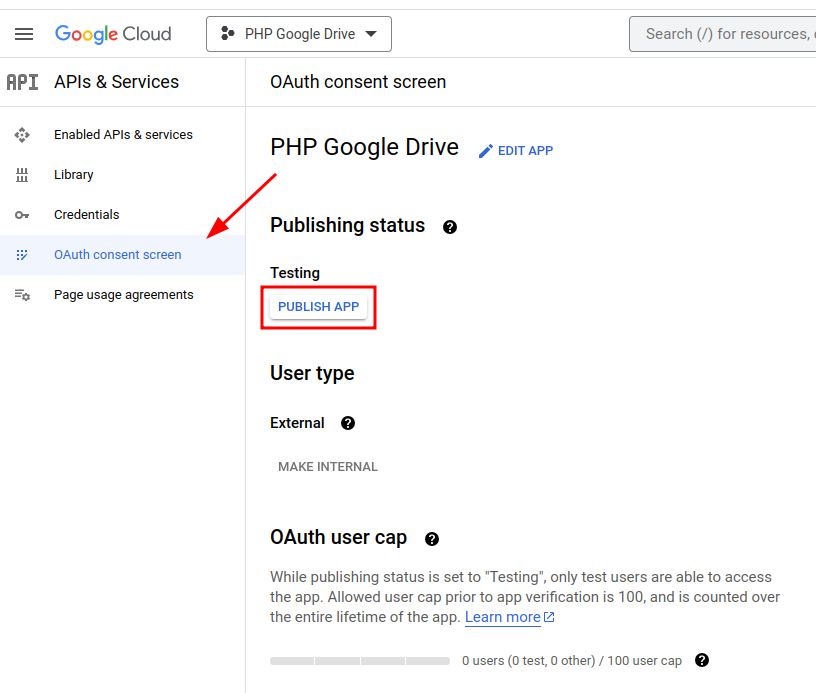 Google Cloud
PHP Google Drive
Search (/) for resources,
API
APIs & Services
OAuth consent screen
Enabled APIs & services
Library
Credentials
OAuth consent screen
Page usage agreements
PHP Google Drive
EDIT APP
Publishing status
Testing
PUBLISH APP
User type
External
MAKE INTERNAL
OAuth user cap
While publishing status is set to "Testing", only test users are able to access
the app. Allowed user cap prior to app verification is 100, and is counted over
the entire lifetime of the app. Learn more
0 users (0 test, 0 other) / 100 user cap